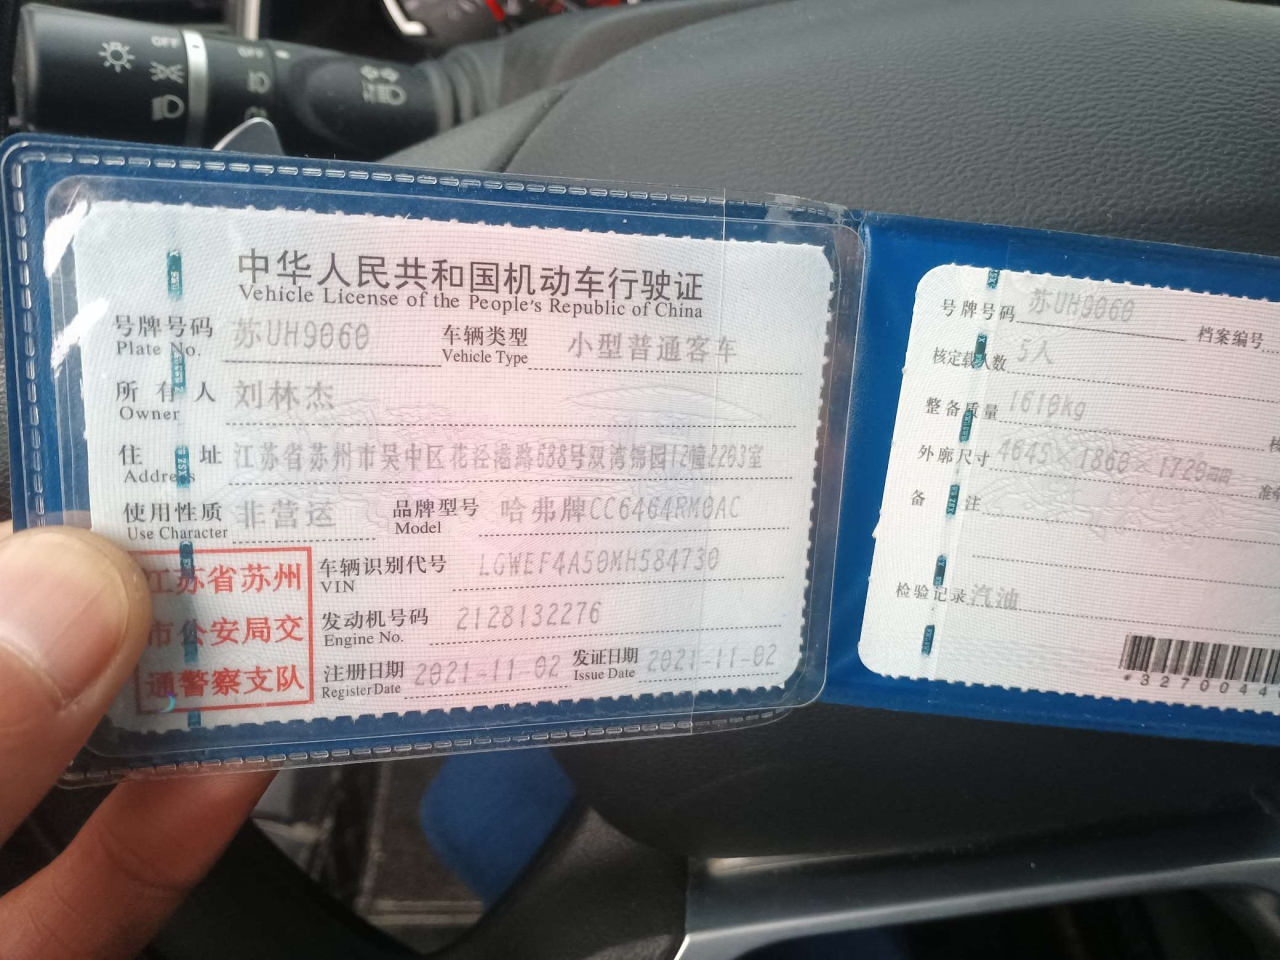 OFF
OFF
中华人民共和国机动车行驶证
Vehicle License of the People's Republic of China
号牌号码 苏UH9060 车辆类型 小型普通客车
Plate No. Vehicle Type
所有人 刘林杰
Owner
住址 江苏省苏州市吴中区花泾港路688号双湾锦园12幢2203室
Address
使用性质 非营运 品牌型号 哈弗牌CC6464RM0AC
Use Character Model
江苏省苏州
市公安局交
通警察支队
车辆识别代号 LGWEF4A50MH584730
VIN
发动机号码 2128132276
Engine No.
注册日期 2021-11-02 发证日期 2021-11-02
Register Date Issue Date
号牌号码 苏UH9060 档案编号
核定载人数 5人
整备质量 1610kg 核
外廓尺寸 4645×1860×1720mm 准
备注
检验记录 汽油
*3270044